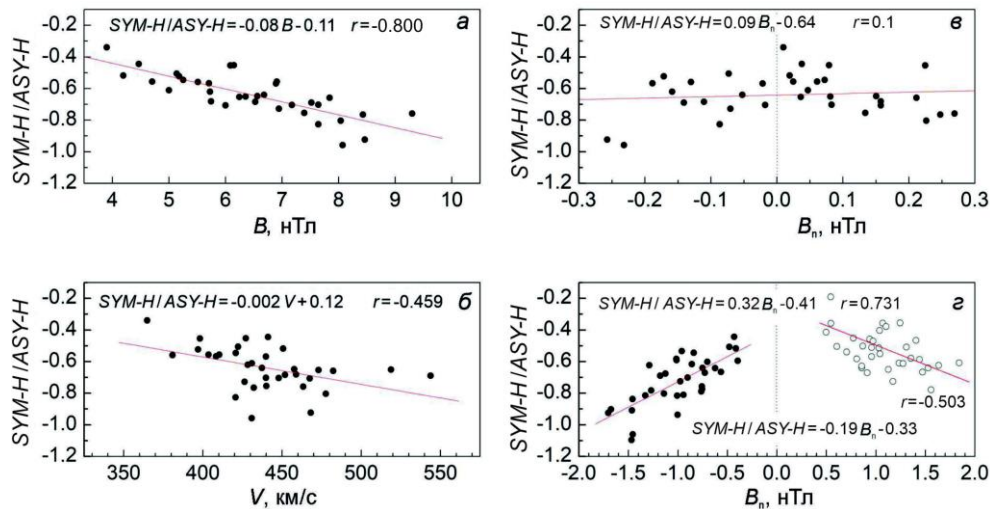 SYM-H/ASY-H=-0.08 B-0.11 r=-0.800 а
SYM-H/ASY-H
-0.2
-0.4
-0.6
-0.8
-1.0
-1.2
4 5 6 7 8 9 10
B, нТл
SYM-H/ASY-H=0.09 Bn-0.64 r=0.1 в
SYM-H/ASY-H
-0.2
-0.4
-0.6
-0.8
-1.0
-1.2
-0.3 -0.2 -0.1 0.0 0.1 0.2 0.3
Bn, нТл
SYM-H/ASY-H=-0.002 V+0.12 r=-0.459 б
SYM-H/ASY-H
-0.2
-0.4
-0.6
-0.8
-1.0
-1.2
350 400 450 500 550
V, км/с
SYM-H/ASY-H=0.32Bn-0.41 r=0.731 г
r=-0.503
SYM-H/ASY-H=-0.19Bn-0.33
SYM-H/ASY-H
-0.2
-0.4
-0.6
-0.8
-1.0
-1.2
-2.0 -1.5 -1.0 -0.5 0.0 0.5 1.0 1.5 2.0
Bn, нТл